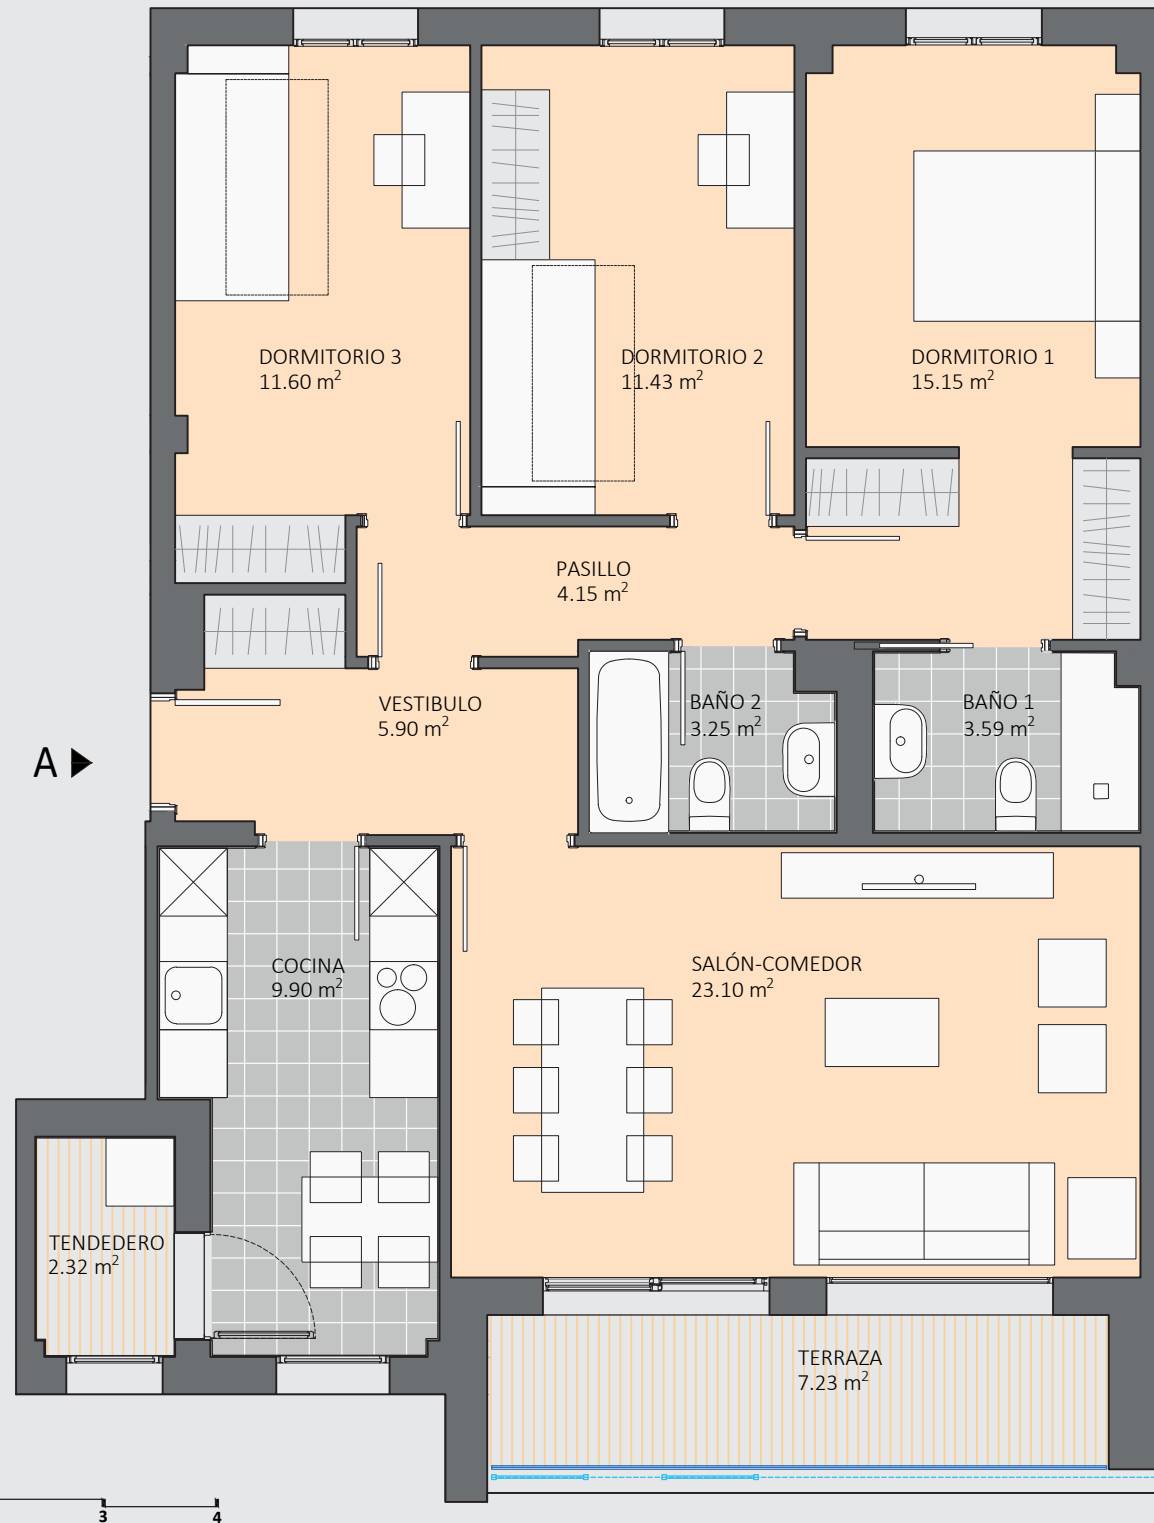 DORMITORIO 3
11.60 m²
DORMITORIO 2
11.43 m²
DORMITORIO 1
15.15 m²
PASILLO
4.15 m²
VESTIBULO
5.90 m²
BAÑO 2
3.25 m²
BAÑO 1
3.59 m²
A
COCINA
9.90 m²
SALÓN-COMEDOR
23.10 m²
TENDEDERO
2.32 m²
TERRAZA
7.23 m²
3 4